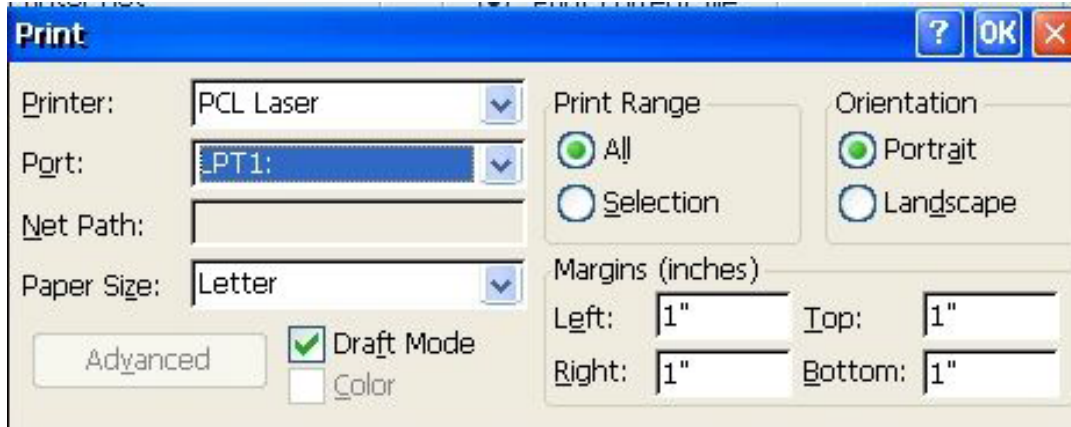 Print
? OK
Printer: PCL Laser
Port: LPT1:
Net Path:
Paper Size: Letter
Advanced
Draft Mode
Color
Print Range
All
Selection
Orientation
Portrait
Landscape
Margins (inches)
Left: 1" Top: 1"
Right: 1" Bottom: 1"